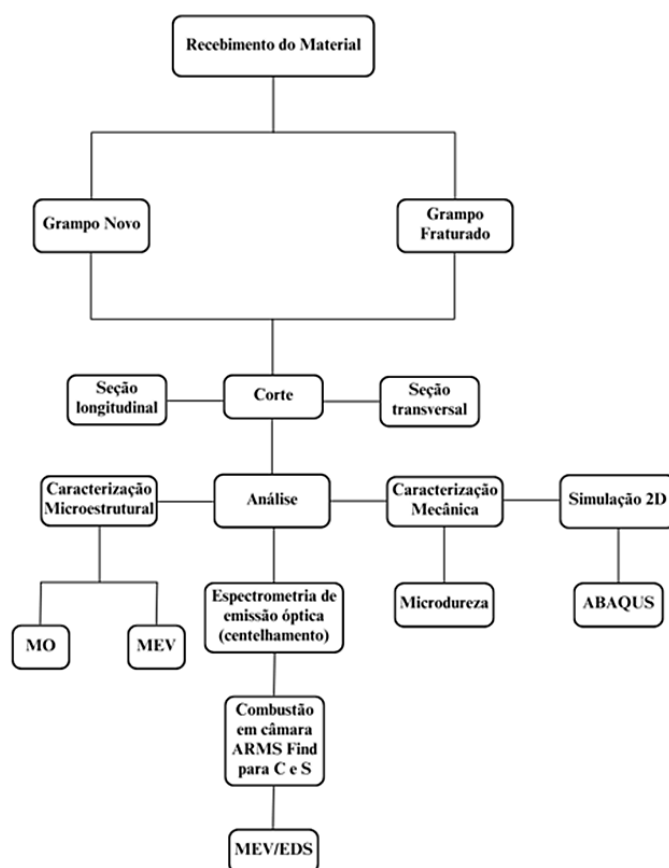 Recebimento do Material
Grampo Novo
Grampo
Fraturado
Seção
longitudinal
Corte
Seção
transversal
Caracterização
Microestrutural
Análise
Caracterização
Mecânica
Simulação 2D
Espectrometria de
emissão óptica
(centelhamento)
Microdureza
ABAQUS
MO
MEV
Combustão
em câmara
ARMS Find
para C e S
MEV/EDS